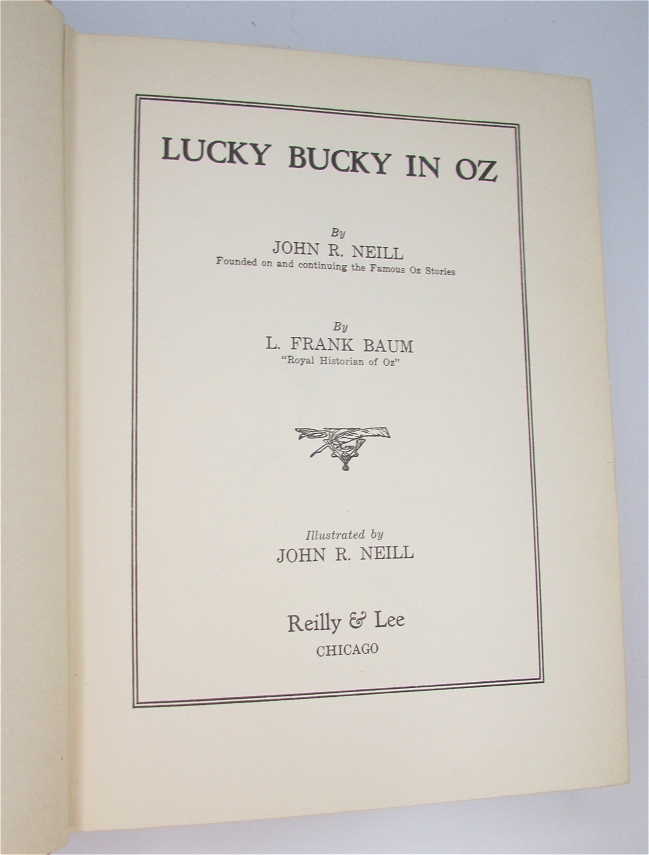 LUCKY BUCKY IN OZ
By
JOHN R. NEILL
Founded on and continuing the Famous Oz Stories
By
L. FRANK BAUM
"Royal Historian of Oz"
Illustrated by
JOHN R. NEILL
Reilly & Lee
CHICAGO